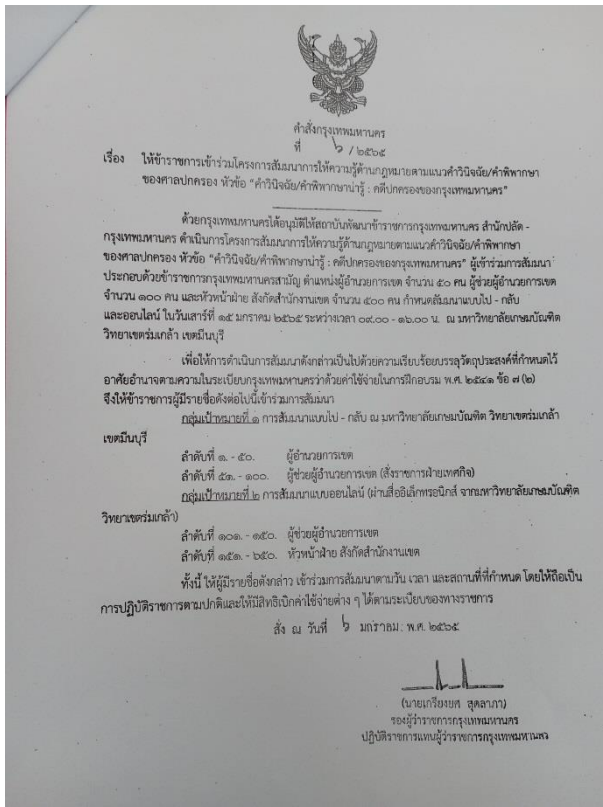 คำสั่งกรุงเทพมหานคร
ที่ ๖ /๒๕๖๕
เรื่อง ให้ข้าราชการเข้าร่วมโครงการสัมมนาการให้ความรู้ด้านกฎหมายตามแนวคำวินิจฉัย/คำพิพากษา
ของศาลปกครอง หัวข้อ "คำวินิจฉัย/คำพิพากษาน่ารู้ : คดีปกครองของกรุงเทพมหานคร"
ด้วยกรุงเทพมหานครได้อนุมัติให้สถาบันพัฒนาข้าราชการกรุงเทพมหานคร สำนักปลัด -
กรุงเทพมหานคร ดำเนินการโครงการสัมมนาการให้ความรู้ด้านกฎหมายตามแนวคำวินิจฉัย/คำพิพากษา
ของศาลปกครอง หัวข้อ "คำวินิจฉัย/คำพิพากษาน่ารู้ : คดีปกครองของกรุงเทพมหานคร" ผู้เข้าร่วมการสัมมนา
ประกอบด้วยข้าราชการกรุงเทพมหานครสามัญ ตำแหน่งผู้อำนวยการเขต จำนวน ๕๐ คน ผู้ช่วยผู้อำนวยการเขต
จำนวน ๑๐๐ คน และหัวหน้าฝ่าย สังกัดสำนักงานเขต จำนวน ๕๐๐ คน กำหนดสัมมนาแบบไป - กลับ
และออนไลน์ ในวันเสาร์ที่ ๑๕ มกราคม ๒๕๖๕ ระหว่างเวลา ๐๙.๐๐ - ๑๖.๐๐ น. ณ มหาวิทยาลัยเกษมบัณฑิต
วิทยาเขตร่มเกล้า เขตมีนบุรี
เพื่อให้การดำเนินการสัมมนาดังกล่าวเป็นไปด้วยความเรียบร้อยบรรลุวัตถุประสงค์ที่กำหนดไว้
อาศัยอำนาจตามความในระเบียบกรุงเทพมหานครว่าด้วยค่าใช้จ่ายในการฝึกอบรม พ.ศ. ๒๕๔๑ ข้อ ๗ (๒)
จึงให้ข้าราชการผู้มีรายชื่อดังต่อไปนี้เข้าร่วมการสัมมนา
กลุ่มเป้าหมายที่ ๑ การสัมมนาแบบไป - กลับ ณ มหาวิทยาลัยเกษมบัณฑิต วิทยาเขตร่มเกล้า
เขตมีนบุรี
ลำดับที่ ๑. - ๕๐. ผู้อำนวยการเขต
ลำดับที่ ๕๑. - ๑๐๐. ผู้ช่วยผู้อำนวยการเขต (สั่งราชการฝ่ายเทศกิจ)
กลุ่มเป้าหมายที่ ๒ การสัมมนาแบบออนไลน์ (ผ่านสื่ออิเล็กทรอนิกส์ จากมหาวิทยาลัยเกษมบัณฑิต
วิทยาเขตร่มเกล้า)
ลำดับที่ ๑๐๑. - ๑๕๐. ผู้ช่วยผู้อำนวยการเขต
ลำดับที่ ๑๕๑. - ๖๕๐. หัวหน้าฝ่าย สังกัดสำนักงานเขต
ทั้งนี้ ให้ผู้มีรายชื่อดังกล่าว เข้าร่วมการสัมมนาตามวัน เวลา และสถานที่ที่กำหนด โดยให้ถือเป็น
การปฏิบัติราชการตามปกติและให้มีสิทธิเบิกค่าใช้จ่ายต่าง ๆ ได้ตามระเบียบของทางราชการ
สั่ง ณ วันที่ ๖ มกราคม พ.ศ. ๒๕๖๕
(นายเกรียงยศ สุดลาภา)
รองผู้ว่าราชการกรุงเทพมหานคร
ปฏิบัติราชการแทนผู้ว่าราชการกรุงเทพมหานคร